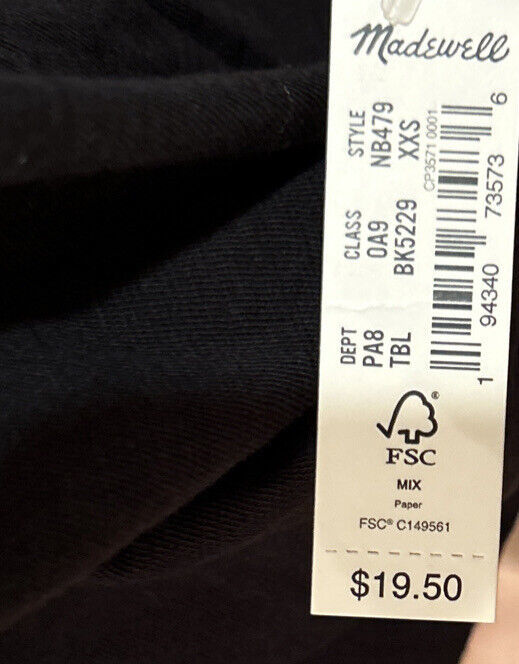 Madewell
DEPT CLASS STYLE
PA8 0A9 NB479
TBL BK5229 XXS
CP3571 0001
1 94340 73573 6
FSC
MIX
Paper
FSC® C149561
$19.50